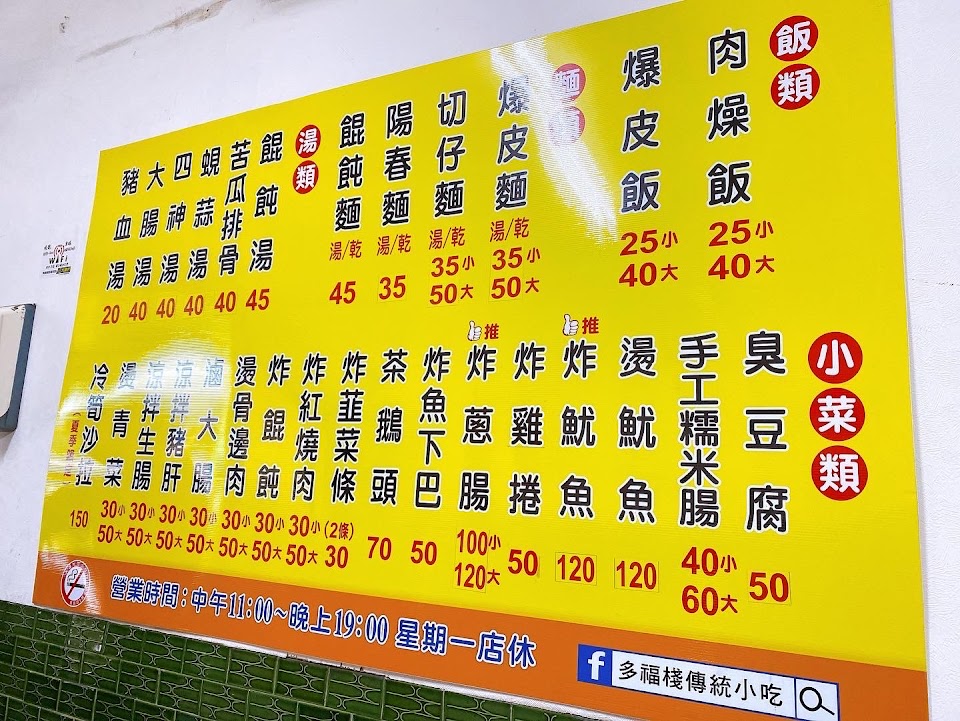 飯類
肉燥飯 25小 40大
爆皮飯 25小 40大
麵類
爆皮麵 湯/乾 35小 50大
切仔麵 湯/乾 35小 50大
陽春麵 湯/乾 35
餛飩麵 湯/乾 45
湯類
餛飩湯 45
苦瓜排骨 40
蜆蒜湯 40
四神湯 40
大腸湯 40
豬血湯 20
小菜類
臭豆腐 50
手工糯米腸 40小 60大
燙魷魚 120
推 炸魷魚 120
炸雞捲 50
推 炸蔥腸 100小 120大
炸魚下巴 50
茶鵝頭 70
炸韮菜條 (2條) 30
炸紅燒肉 30小 50大
炸餛飩 30小 50大
燙骨邊肉 30小 50大
滷大腸 30小 50大
涼拌豬肝 30小 50大
涼拌生腸 30小 50大
燙青菜 30小 50大
冷筍沙拉 150
營業時間:中午11:00~晚上19:00 星期一店休
f 多福棧傳統小吃
WiFi